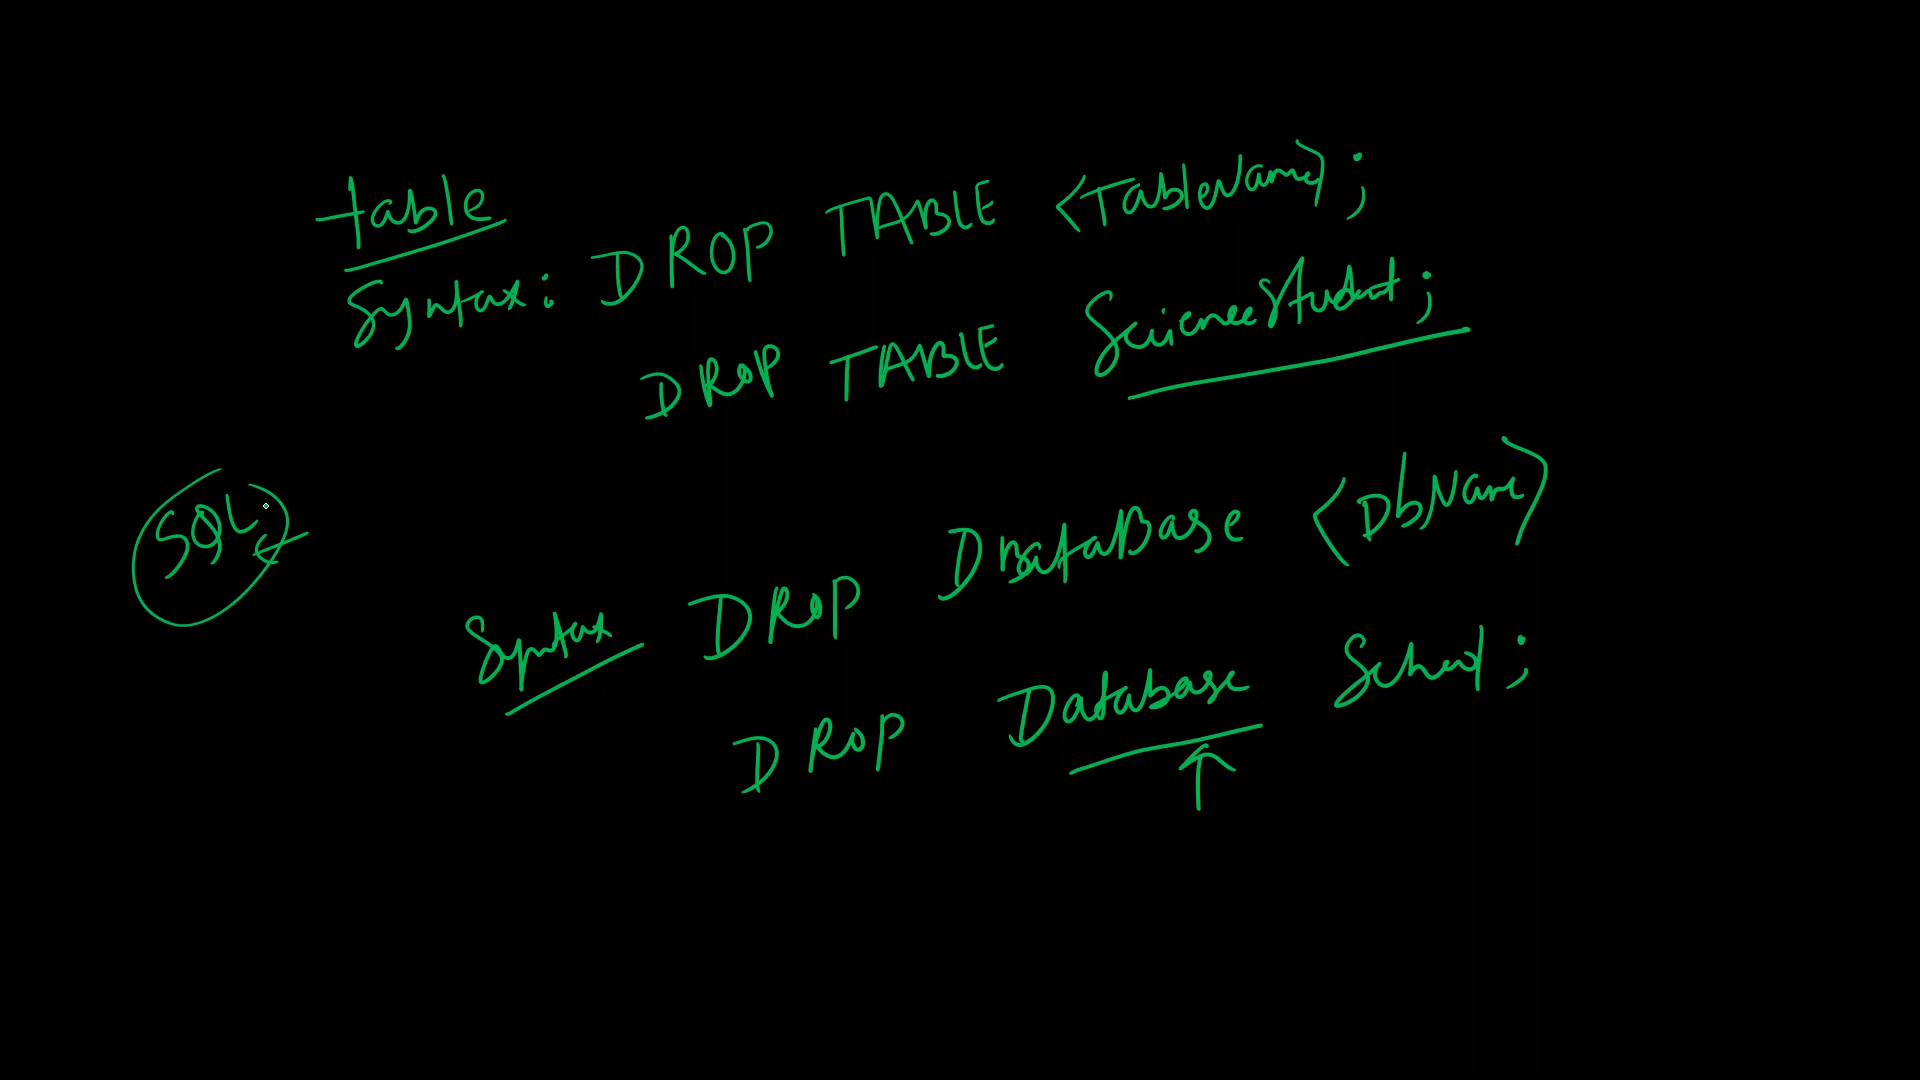 table
Syntax: DROP TABLE <TableName>;
DROP TABLE ScienceStudent;
SQL
Syntax DROP DataBase <DbName>
DROP Database School;